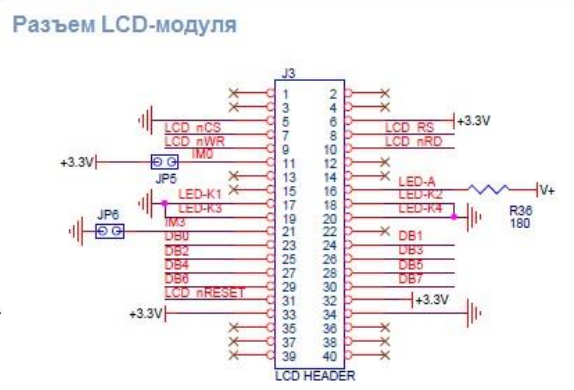 Разъем LCD-модуля
J3
1 2
3 4
5 6 +3.3V
LCD_nCS 7 8 LCD_RS
LCD_nWR 9 10 LCD_nRD
+3.3V JP5 IM0 11 12
13 14
15 16 LED-A R36 180 V+
LED-K1 17 18 LED-K2
LED-K3 19 20 LED-K4
JP6 IM3 21 22
DB0 23 24 DB1
DB2 25 26 DB3
DB4 27 28 DB5
DB6 29 30 DB7
LCD_nRESET 31 32 +3.3V
+3.3V 33 34
35 36
37 38
39 40
LCD HEADER